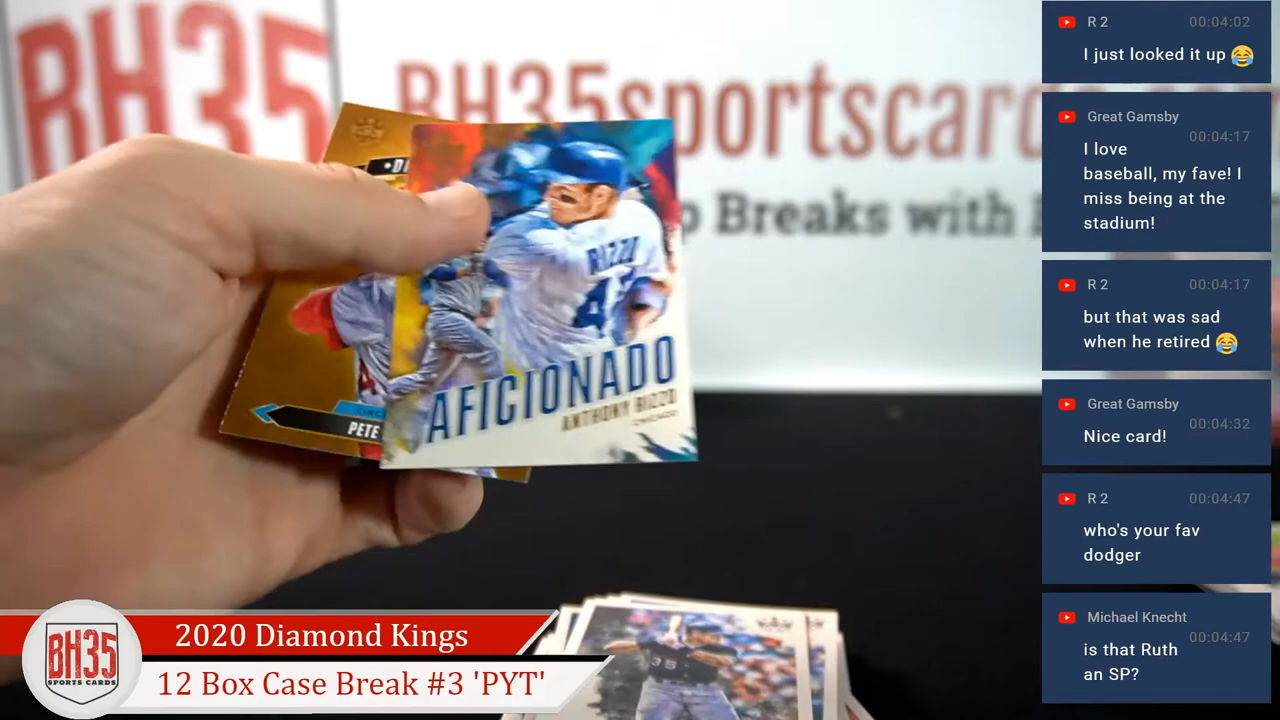 BH35
BH35sportscards
p Breaks with
RIZZO
AFICIONADO
ANTHONY RIZZO
CHICAGO
PETE
35
BH35
SPORTS CARDS
2020 Diamond Kings
12 Box Case Break #3 'PYT'
R 2
00:04:02
I just looked it up 😂
Great Gamsby
00:04:17
I love
baseball, my fave! I
miss being at the
stadium!
R 2
00:04:17
but that was sad
when he retired 😂
Great Gamsby
00:04:32
Nice card!
R 2
00:04:47
who's your fav
dodger
Michael Knecht
00:04:47
is that Ruth
an SP?